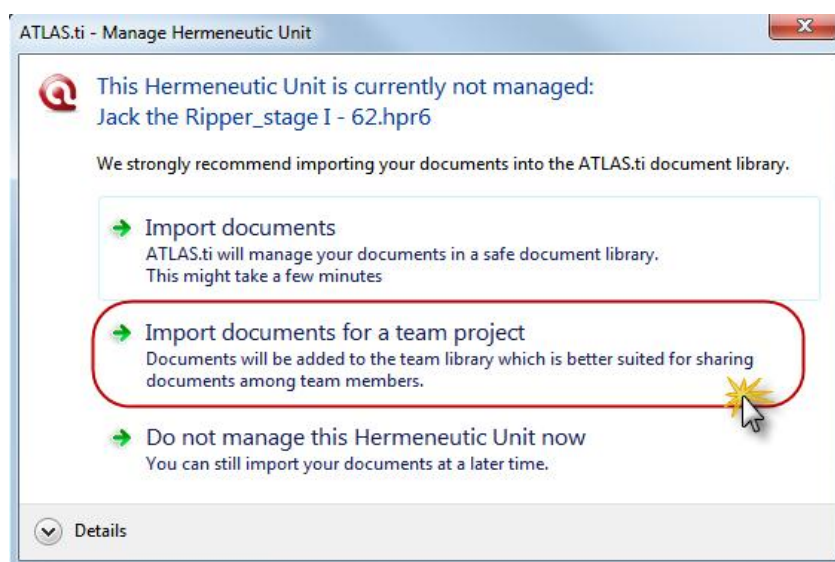 ATLAS.ti - Manage Hermeneutic Unit
This Hermeneutic Unit is currently not managed:
Jack the Ripper_stage I - 62.hpr6
We strongly recommend importing your documents into the ATLAS.ti document library.
Import documents
ATLAS.ti will manage your documents in a safe document library.
This might take a few minutes
Import documents for a team project
Documents will be added to the team library which is better suited for sharing
documents among team members.
Do not manage this Hermeneutic Unit now
You can still import your documents at a later time.
Details